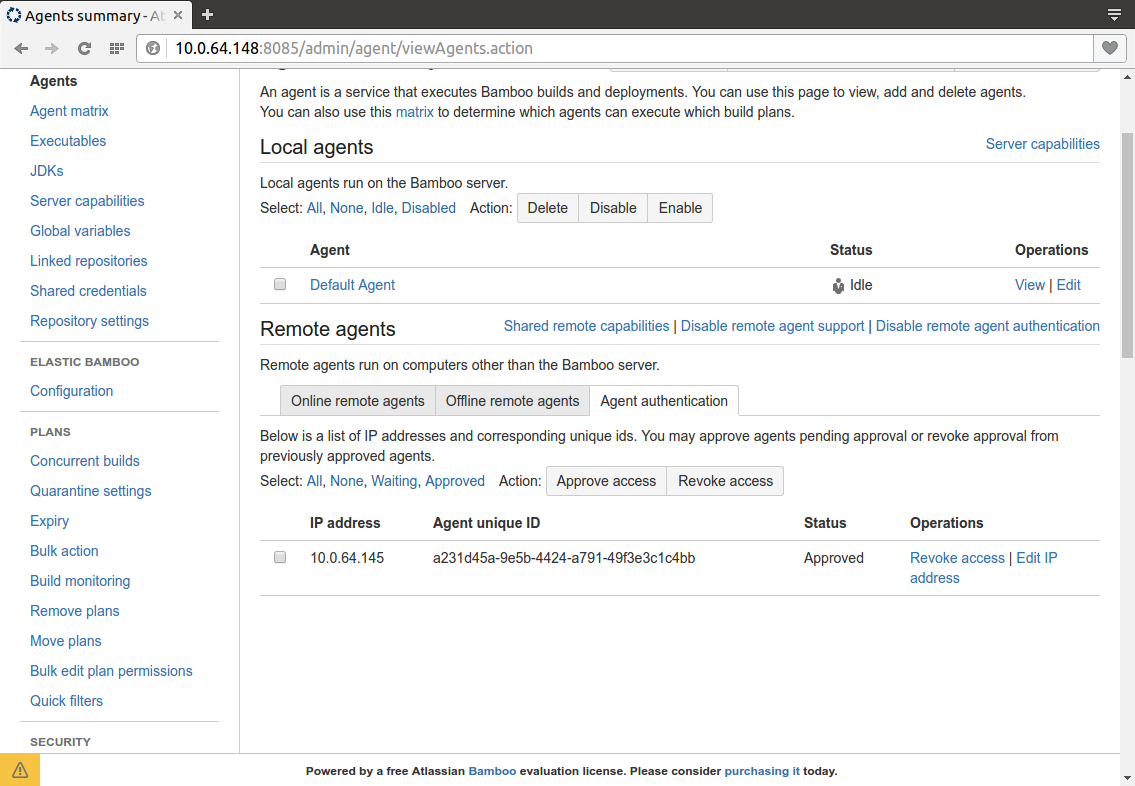 Agents summary - At
10.0.64.148:8085/admin/agent/viewAgents.action
Agents
Agent matrix
Executables
JDKs
Server capabilities
Global variables
Linked repositories
Shared credentials
Repository settings
ELASTIC BAMBOO
Configuration
PLANS
Concurrent builds
Quarantine settings
Expiry
Bulk action
Build monitoring
Remove plans
Move plans
Bulk edit plan permissions
Quick filters
SECURITY
An agent is a service that executes Bamboo builds and deployments. You can use this page to view, add and delete agents.
You can also use this matrix to determine which agents can execute which build plans.
Local agents
Server capabilities
Local agents run on the Bamboo server.
Select: All, None, Idle, Disabled Action: Delete Disable Enable
Agent Status Operations
Default Agent Idle View | Edit
Remote agents
Shared remote capabilities | Disable remote agent support | Disable remote agent authentication
Remote agents run on computers other than the Bamboo server.
Online remote agents Offline remote agents Agent authentication
Below is a list of IP addresses and corresponding unique ids. You may approve agents pending approval or revoke approval from
previously approved agents.
Select: All, None, Waiting, Approved Action: Approve access Revoke access
IP address Agent unique ID Status Operations
10.0.64.145 a231d45a-9e5b-4424-a791-49f3e3c1c4bb Approved Revoke access | Edit IP
address
Powered by a free Atlassian Bamboo evaluation license. Please consider purchasing it today.